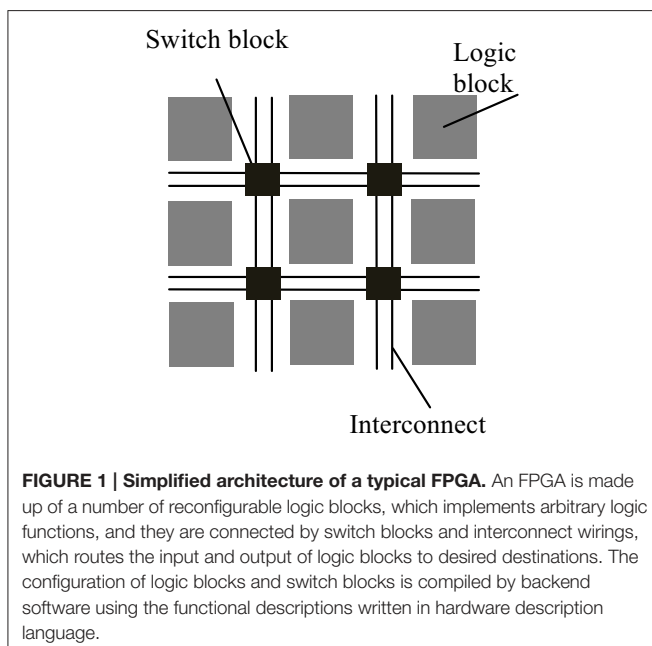 Switch block
Logic
block
Interconnect
FIGURE 1 | Simplified architecture of a typical FPGA. An FPGA is made
up of a number of reconfigurable logic blocks, which implements arbitrary logic
functions, and they are connected by switch blocks and interconnect wirings,
which routes the input and output of logic blocks to desired destinations. The
configuration of logic blocks and switch blocks is compiled by backend
software using the functional descriptions written in hardware description
language.